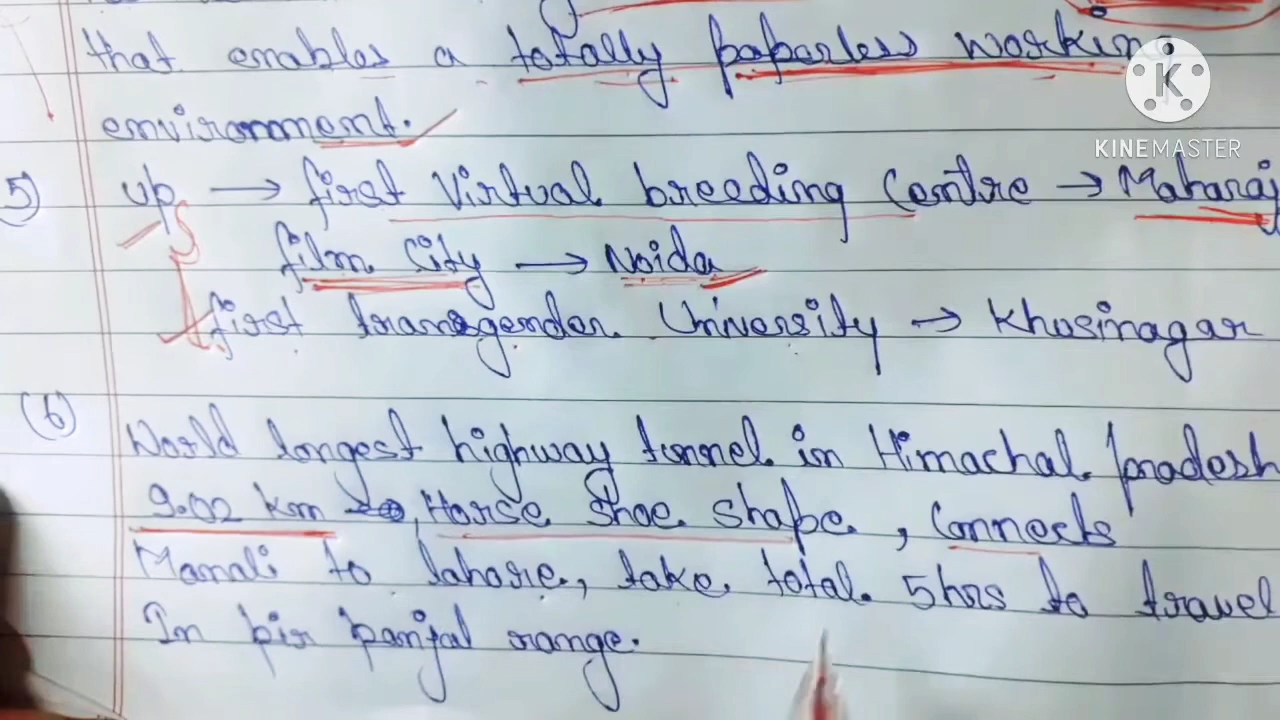 that enables a totally paparless working
environment.
KINEMASTER
5) up → first Virtual breeding Centre → Maharaj
film City → Noida
first transgender University → Khusinagar
(6)
World longest highway tunnel in Himachal Pradesh
9.02 km , Horse Shoe shape, Connects
Manali to Lahore, take total 5hrs to travel
In pir panjal range.